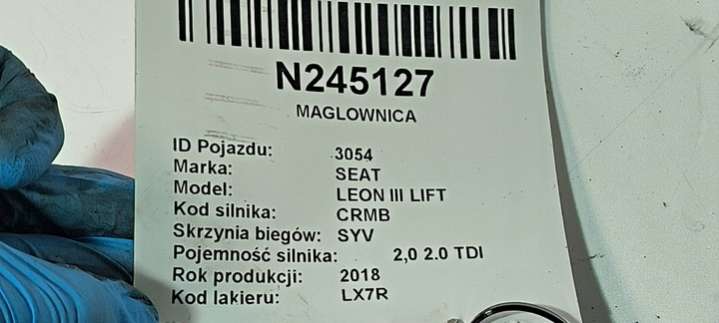 N245127
MAGLOWNICA
ID Pojazdu: 3054
Marka: SEAT
Model: LEON III LIFT
Kod silnika: CRMB
Skrzynia biegów: SYV
Pojemność silnika: 2,0 2.0 TDI
Rok produkcji: 2018
Kod lakieru: LX7R